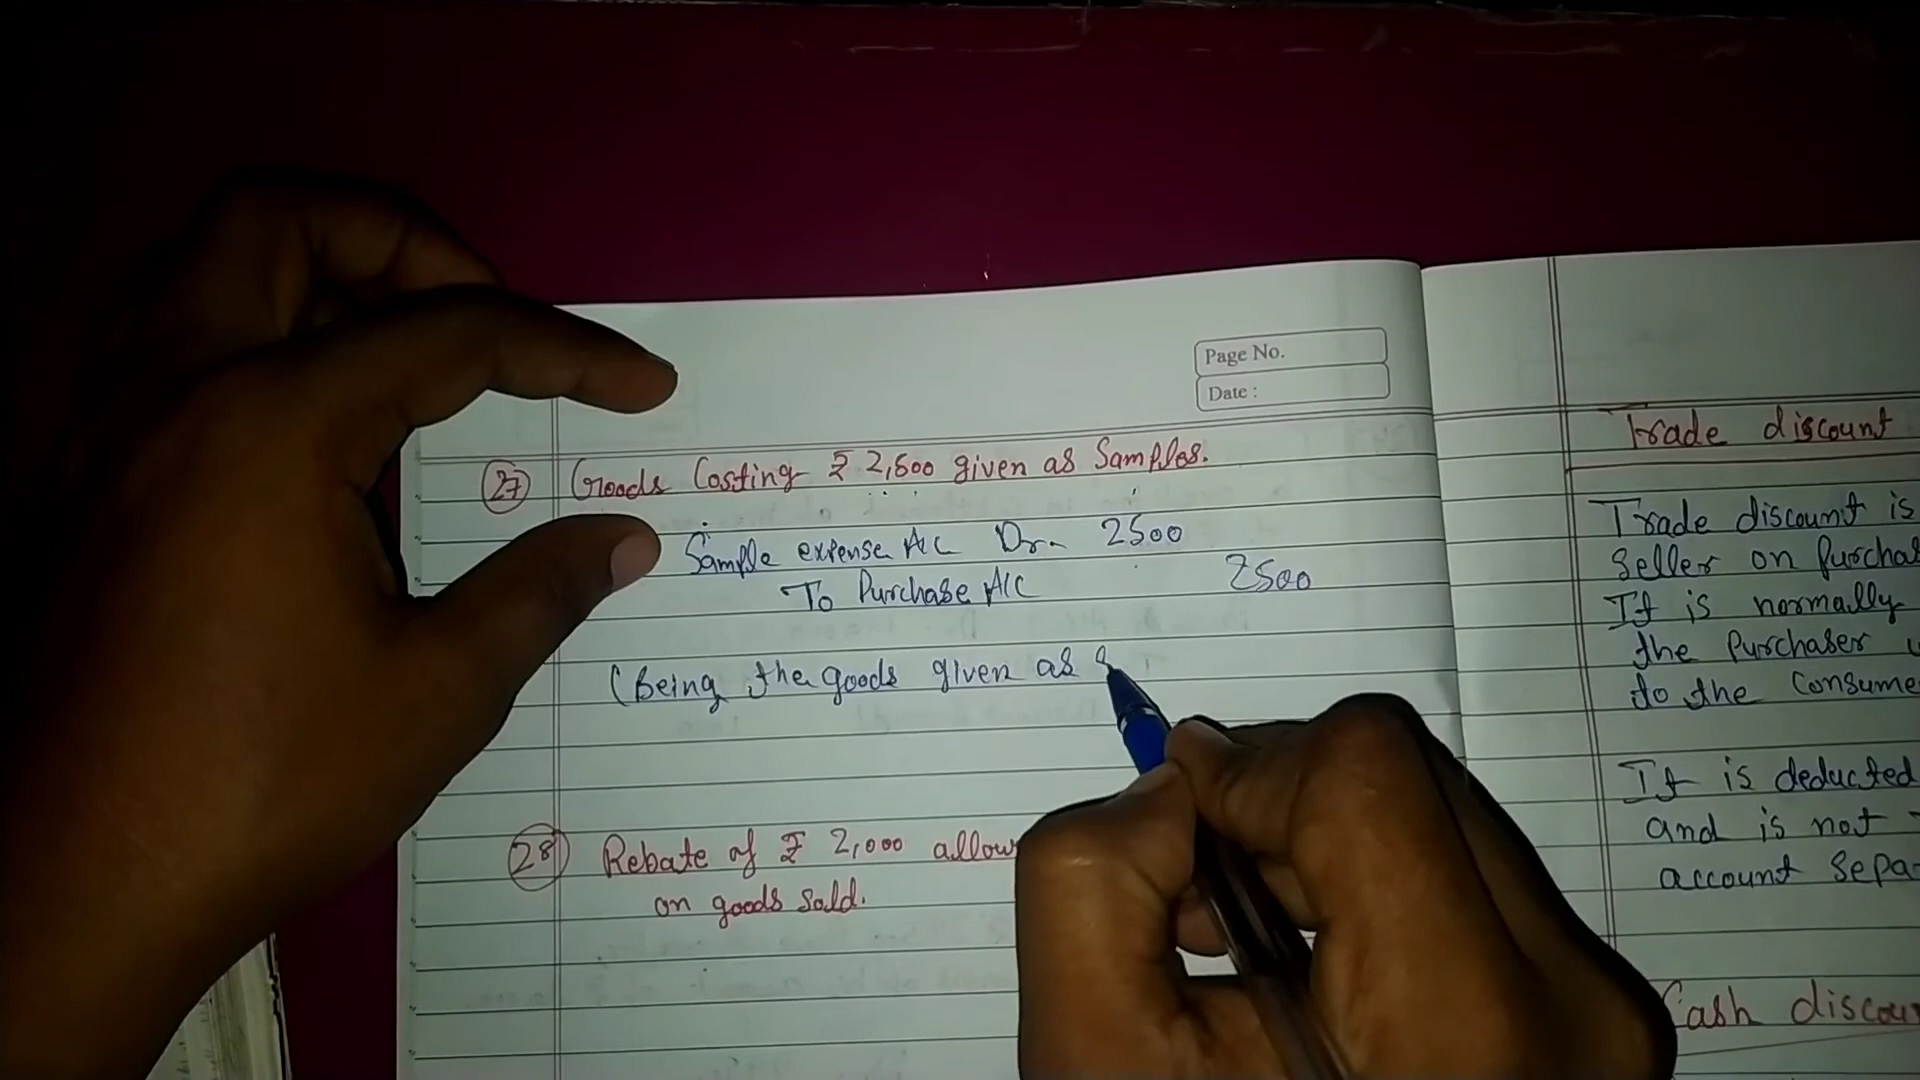 Page No.
Date :
27 Goods Costing ₹ 2,500 given as Samples.
Sample expense A/C Dr. 2500
To Purchase A/C 2500
(Being the goods given as s
28 Rebate of ₹ 2,000 allow
on goods sold.
Trade discount
Trade discount is
Seller on Purchas
It is normally
the Purchaser
to the Consume
It is deducted
and is not
account Sepa
Cash discou